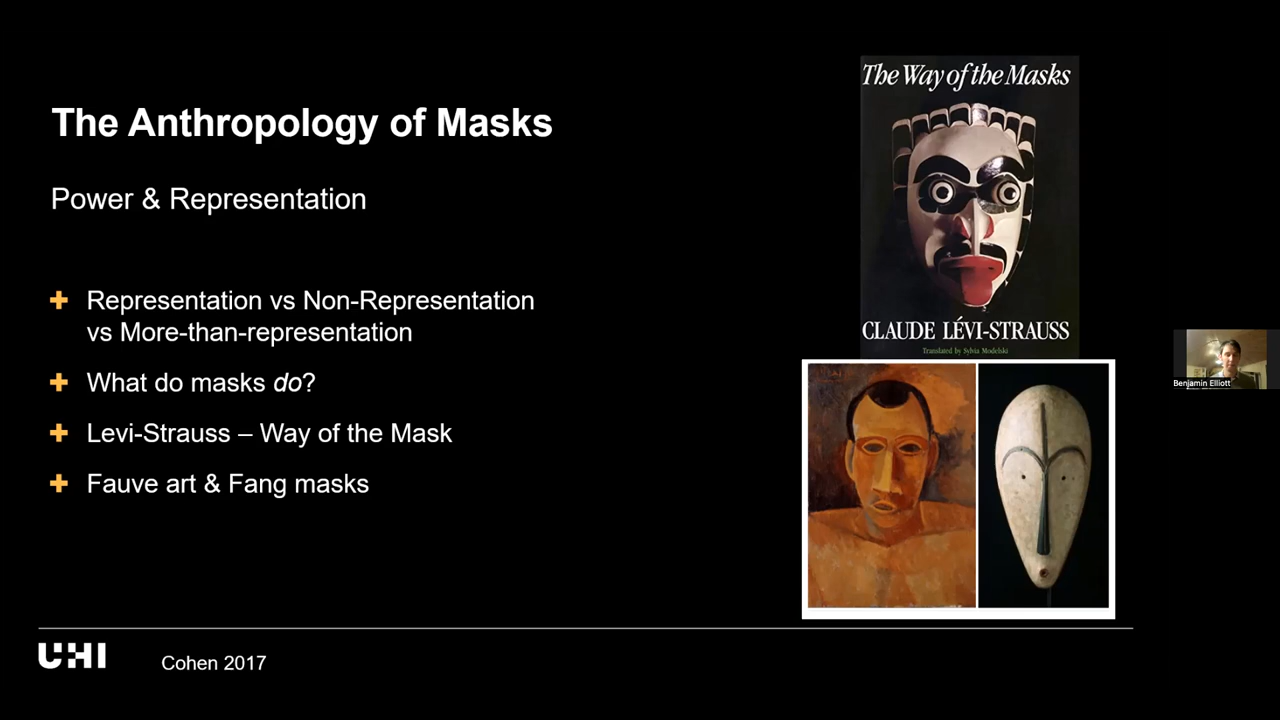 The Anthropology of Masks
Power & Representation
Representation vs Non-Representation
vs More-than-representation
What do masks do?
Levi-Strauss – Way of the Mask
Fauve art & Fang masks
The Way of the Masks
CLAUDE LÉVI-STRAUSS
Translated by Sylvia Modelski
Benjamin Elliott
UHI
Cohen 2017